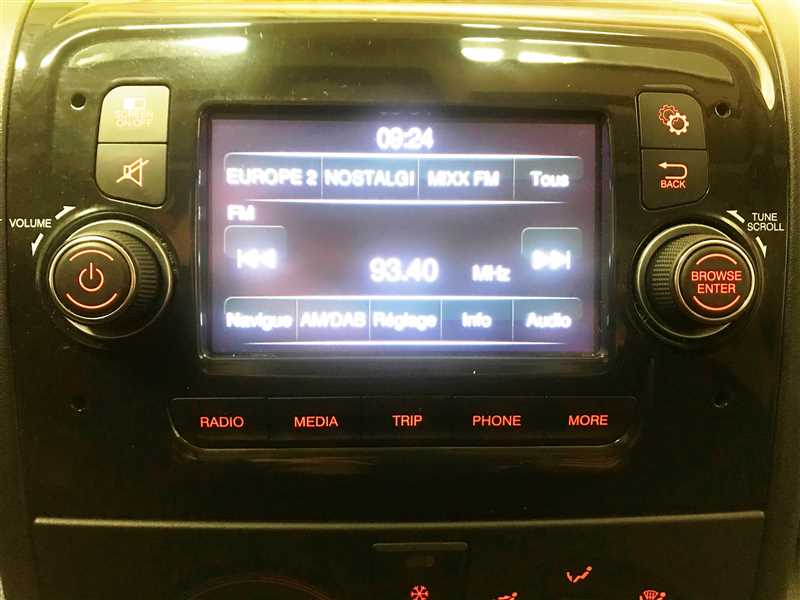 SCREEN
ON/OFF
09:24
EUROPE 2 NOSTALGI MIXX FM Tous
BACK
VOLUME
FM
TUNE
SCROLL
93.40 MHz
BROWSE
ENTER
Navigue AM/DAB Réglage Info Audio
RADIO MEDIA TRIP PHONE MORE